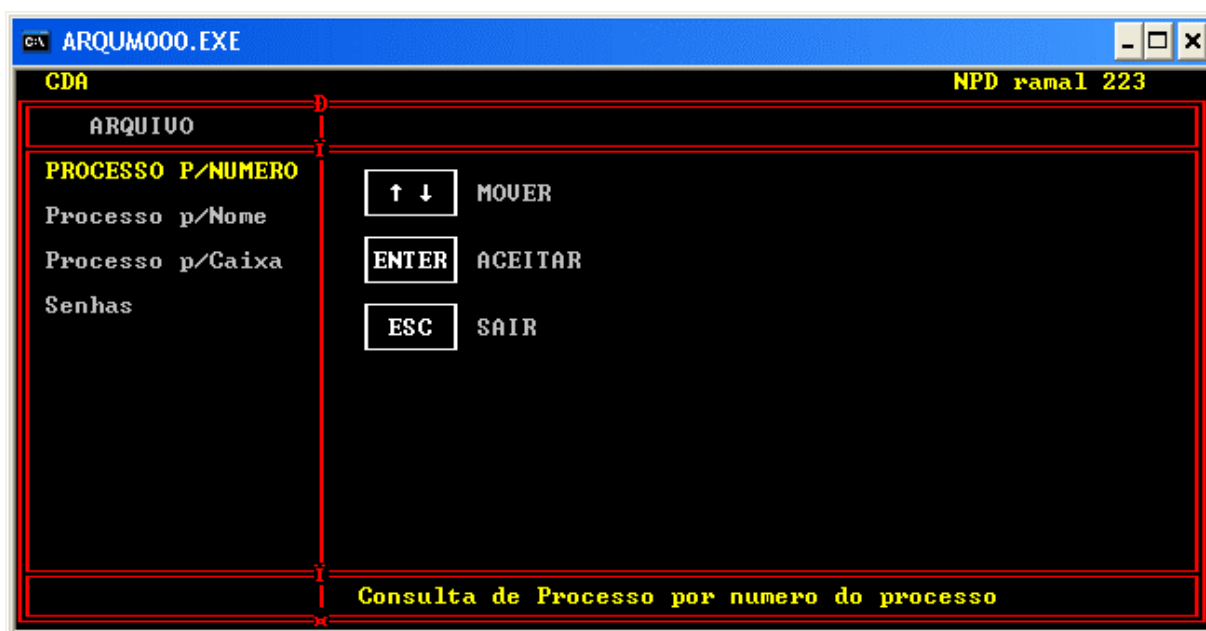 ARQUM000.EXE
CDA NPD ramal 223
ARQUIVO
PROCESSO P/NUMERO
Processo p/Nome
Processo p/Caixa
Senhas
↑ ↓ MOVER
ENTER ACEITAR
ESC SAIR
Consulta de Processo por numero do processo